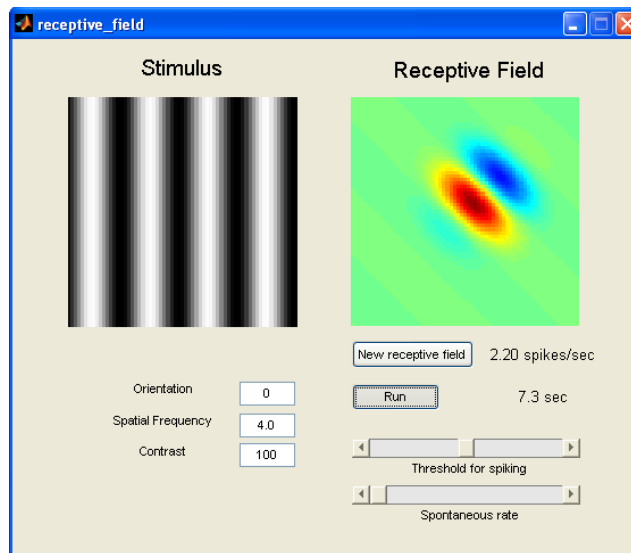 receptive_field
Stimulus
Receptive Field
New receptive field 2.20 spikes/sec
Run 7.3 sec
Orientation 0
Spatial Frequency 4.0
Contrast 100
Threshold for spiking
Spontaneous rate